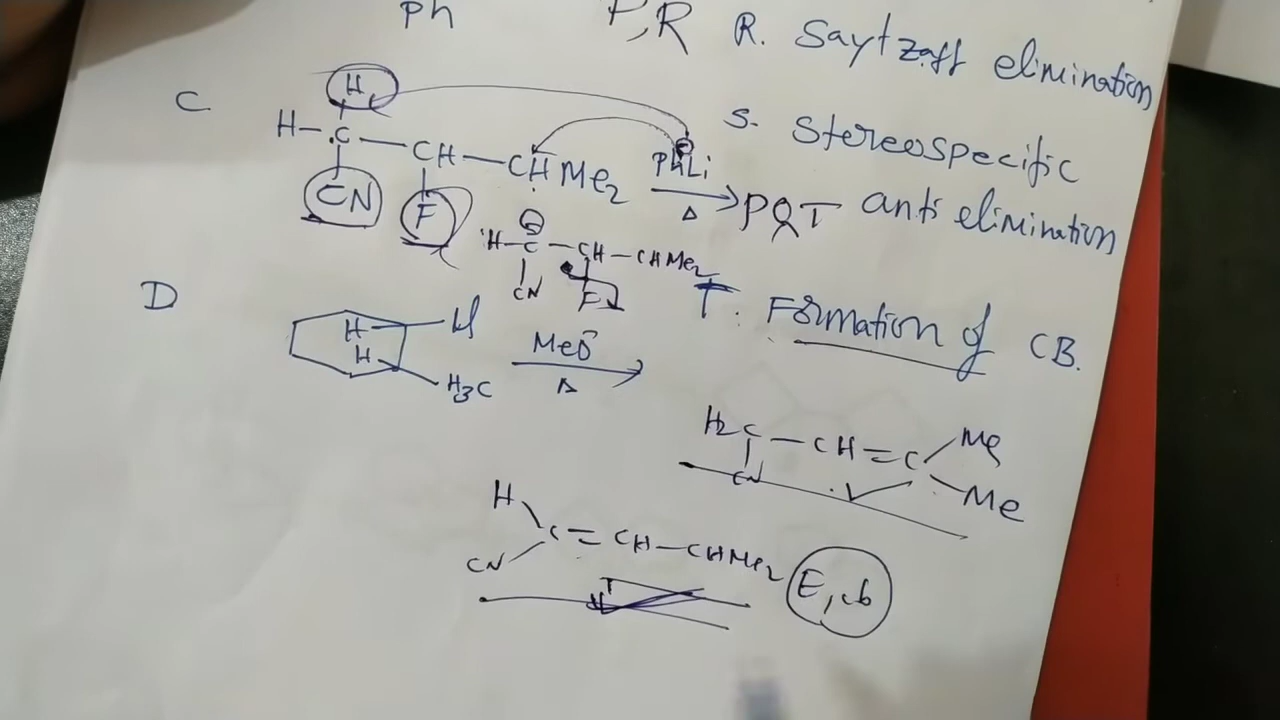 Ph P,R R. Saytzaff elimination
C H
H-C-CH-CHMe2 PhLi S. Stereospecific
CN F Δ PQT anti elimination
⊖
H-C-CH-CHMe2
CN F T. Formation of CB.
D
H H MeO⁻
H H3C Δ
H2C-CH=C Me
CN Me
H
C=CH-CHMe2 E,cb
CN